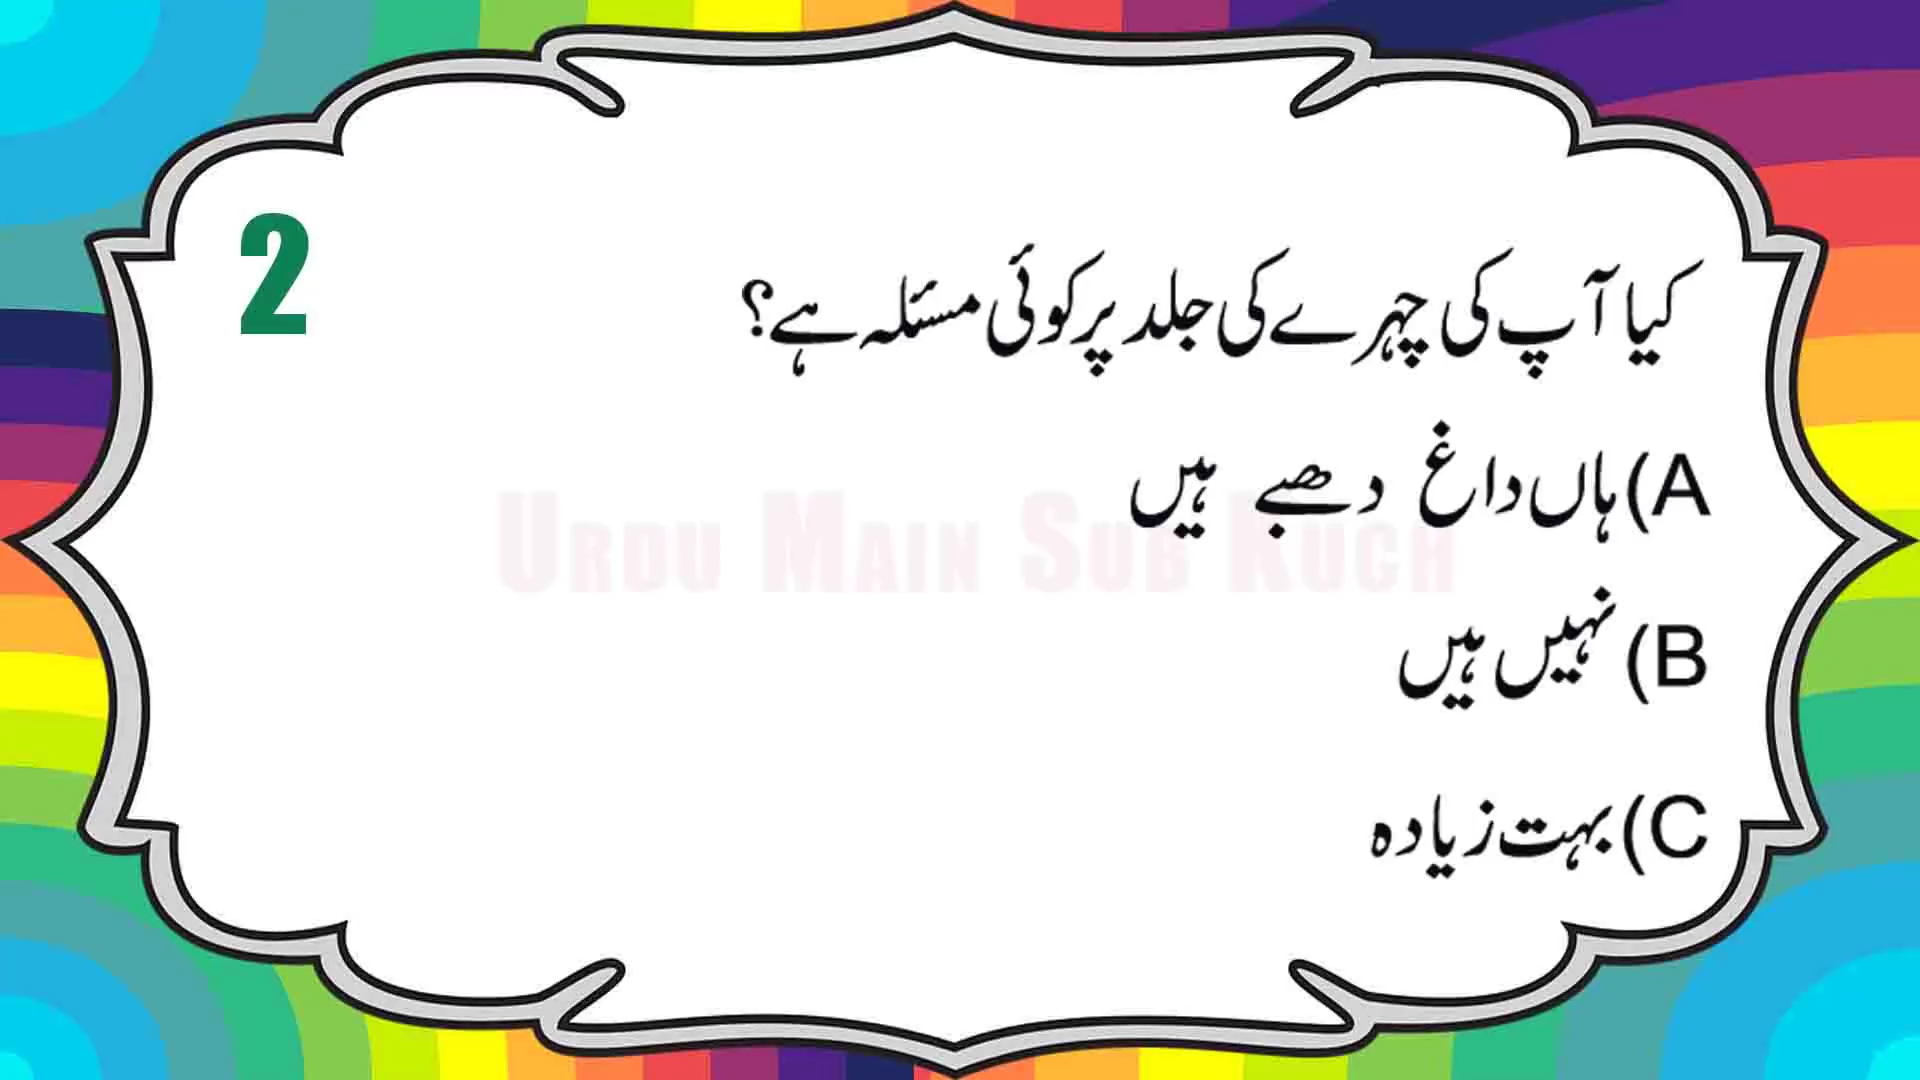 2
کیا آپ کی چہرے کی جلد پر کوئی مسئلہ ہے؟
A) ہاں داغ دھبے ہیں
B) نہیں ہیں
C) بہت زیادہ
URDU MAIN SUB KUCH